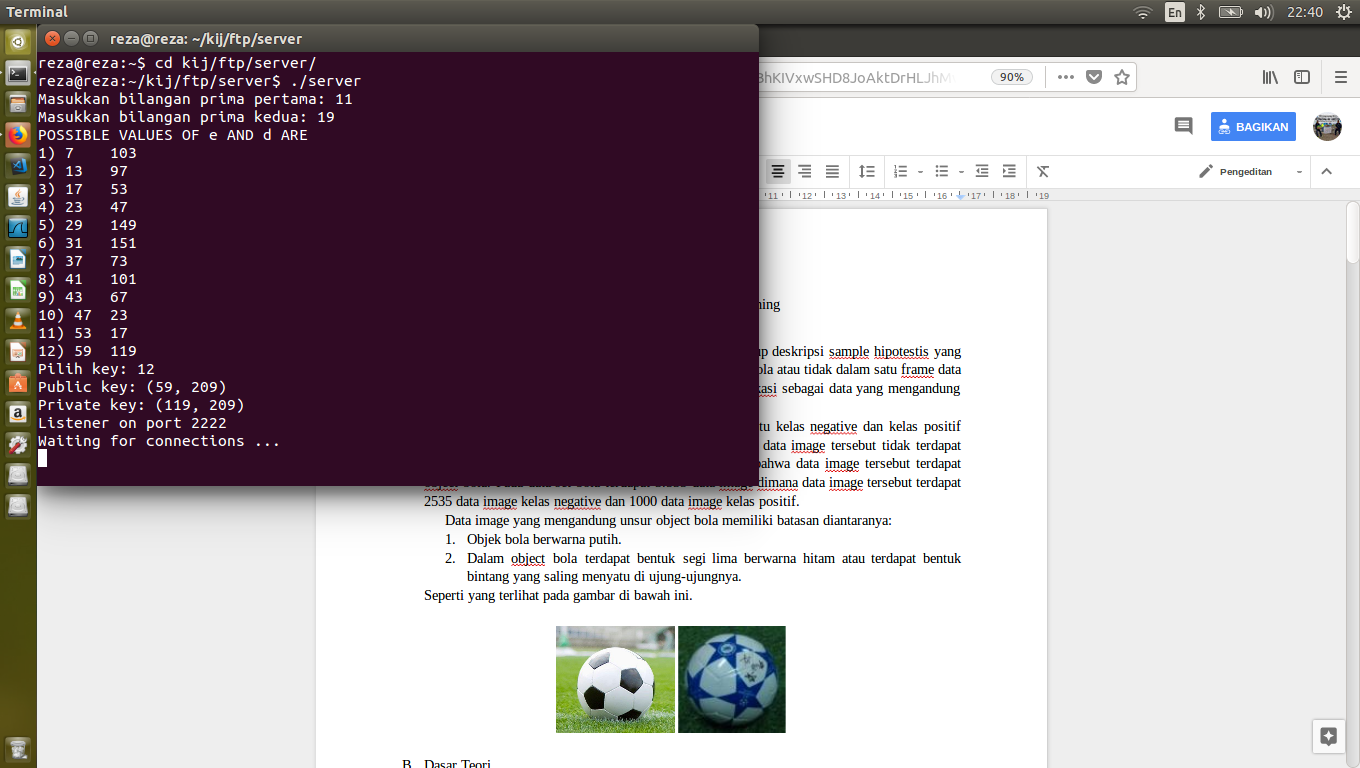 Terminal
En
22:40
reza@reza: ~/kij/ftp/server
reza@reza:~$ cd kij/ftp/server/
reza@reza:~/kij/ftp/server$ ./server
Masukkan bilangan prima pertama: 11
Masukkan bilangan prima kedua: 19
POSSIBLE VALUES OF e AND d ARE
1) 7 103
2) 13 97
3) 17 53
4) 23 47
5) 29 149
6) 31 151
7) 37 73
8) 41 101
9) 43 67
10) 47 23
11) 53 17
12) 59 119
Pilih key: 12
Public key: (59, 209)
Private key: (119, 209)
Listener on port 2222
Waiting for connections ...
90%
BAGIKAN
Pengeditan
11 12 13 14 15 16 17 18 19
deskripsi sample hipotestis yang
atau tidak dalam satu frame data
sebagai data yang mengandung
kelas negative dan kelas positif
data image tersebut tidak terdapat
data image tersebut terdapat
dimana data image tersebut terdapat
2535 data image kelas negative dan 1000 data image kelas positif.
Data image yang mengandung unsur object bola memiliki batasan diantaranya:
1. Objek bola berwarna putih.
2. Dalam object bola terdapat bentuk segi lima berwarna hitam atau terdapat bentuk
bintang yang saling menyatu di ujung-ujungnya.
Seperti yang terlihat pada gambar di bawah ini.
B. Dasar Teori